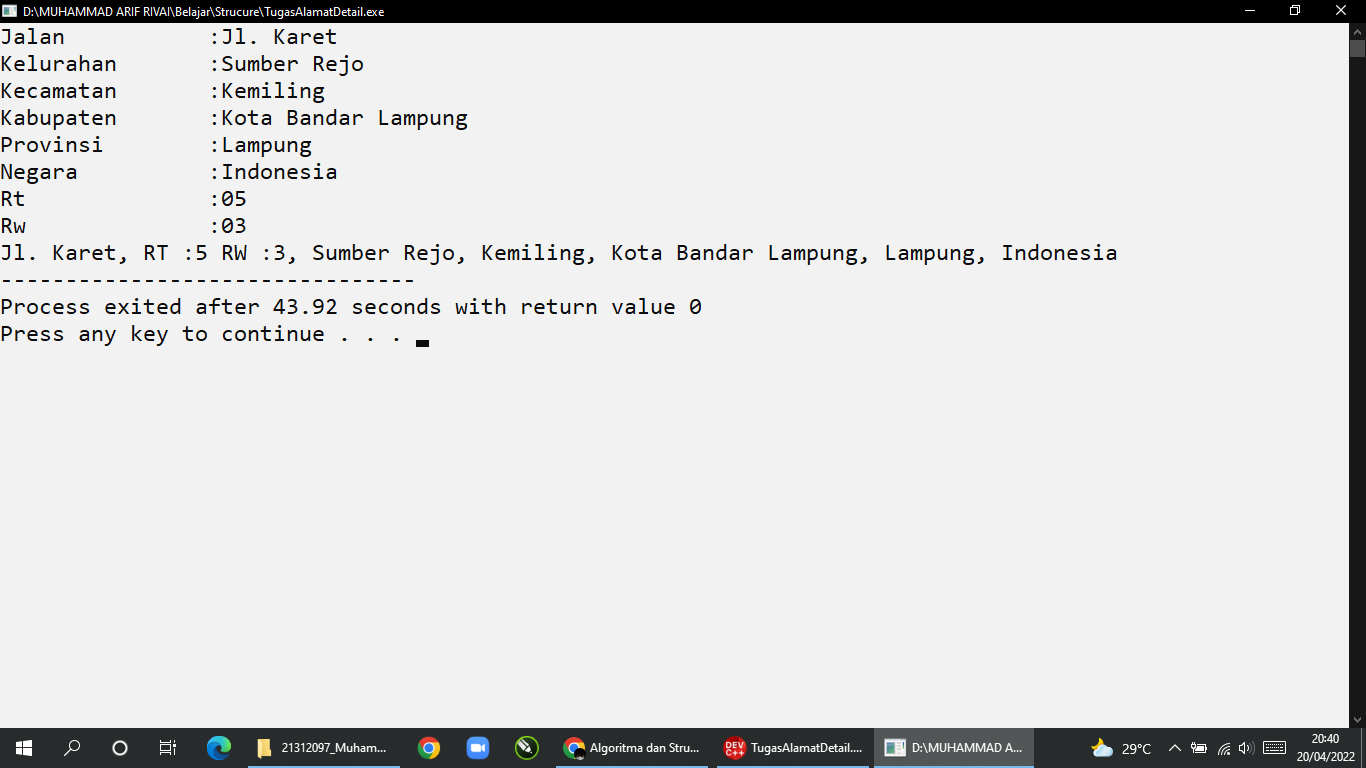 D:\MUHAMMAD ARIF RIVAI\Belajar\Strucure\TugasAlamatDetail.exe
Jalan :Jl. Karet
Kelurahan :Sumber Rejo
Kecamatan :Kemiling
Kabupaten :Kota Bandar Lampung
Provinsi :Lampung
Negara :Indonesia
Rt :05
Rw :03
Jl. Karet, RT :5 RW :3, Sumber Rejo, Kemiling, Kota Bandar Lampung, Lampung, Indonesia
--------------------------------
Process exited after 43.92 seconds with return value 0
Press any key to continue . . .
21312097_Muham... Algoritma dan Stru... DEV C++ TugasAlamatDetail.... D:\MUHAMMAD A... 29°C 20:40
20/04/2022